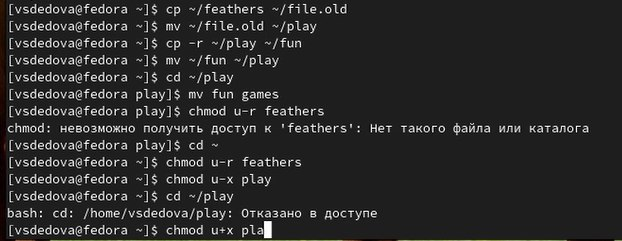 [vsdedova@fedora ~]$ cp ~/feathers ~/file.old
[vsdedova@fedora ~]$ mv ~/file.old ~/play
[vsdedova@fedora ~]$ cp -r ~/play ~/fun
[vsdedova@fedora ~]$ mv ~/fun ~/play
[vsdedova@fedora ~]$ cd ~/play
[vsdedova@fedora play]$ mv fun games
[vsdedova@fedora play]$ chmod u-r feathers
chmod: невозможно получить доступ к 'feathers': Нет такого файла или каталога
[vsdedova@fedora play]$ cd ~
[vsdedova@fedora ~]$ chmod u-r feathers
[vsdedova@fedora ~]$ chmod u-x play
[vsdedova@fedora ~]$ cd ~/play
bash: cd: /home/vsdedova/play: Отказано в доступе
[vsdedova@fedora ~]$ chmod u+x pla